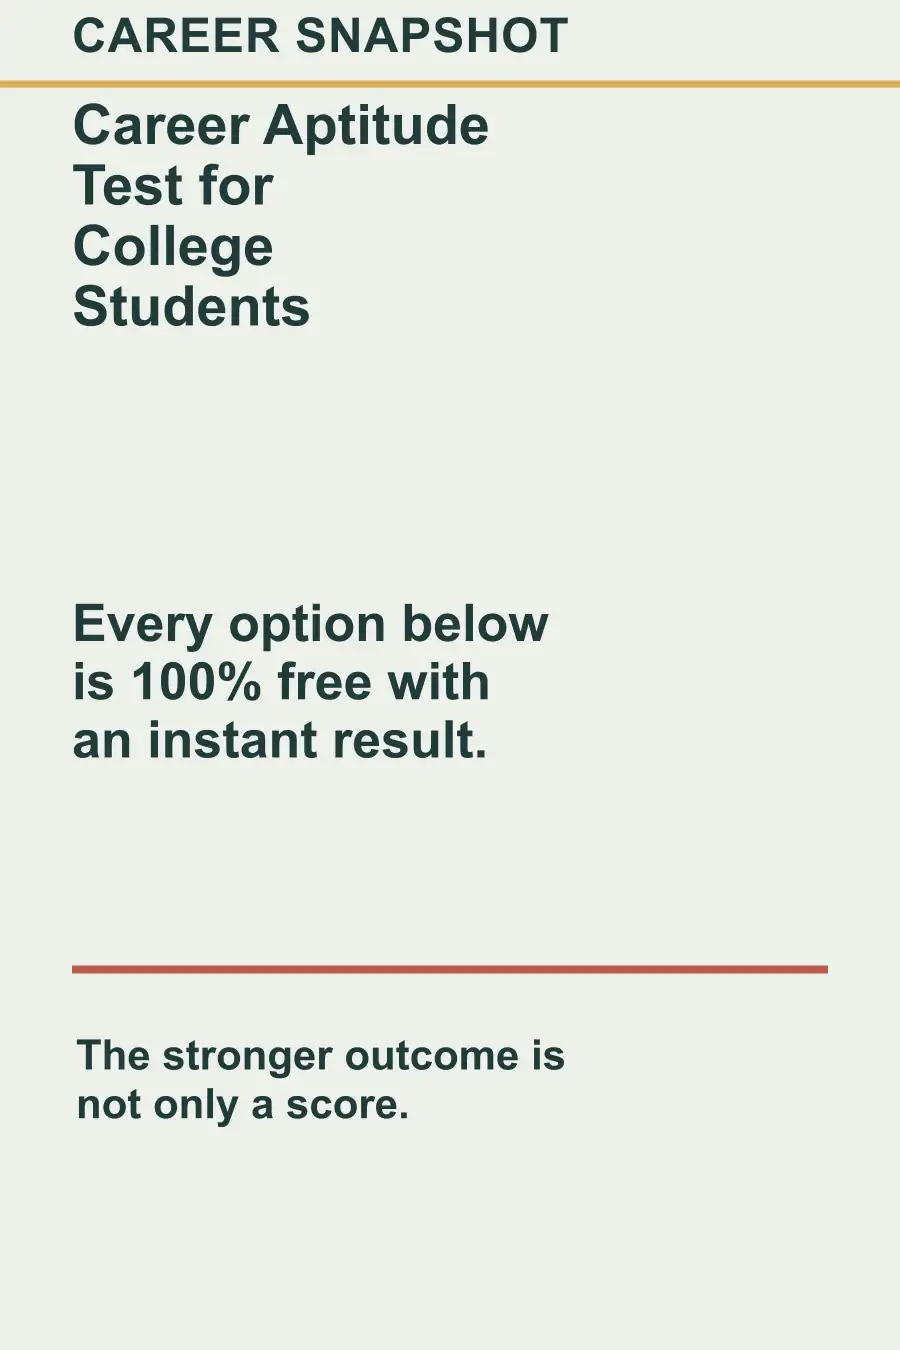 CAREER SNAPSHOT
Career Aptitude
Test for
College
Students
Every option below
is 100% free with
an instant result.
The stronger outcome is
not only a score.